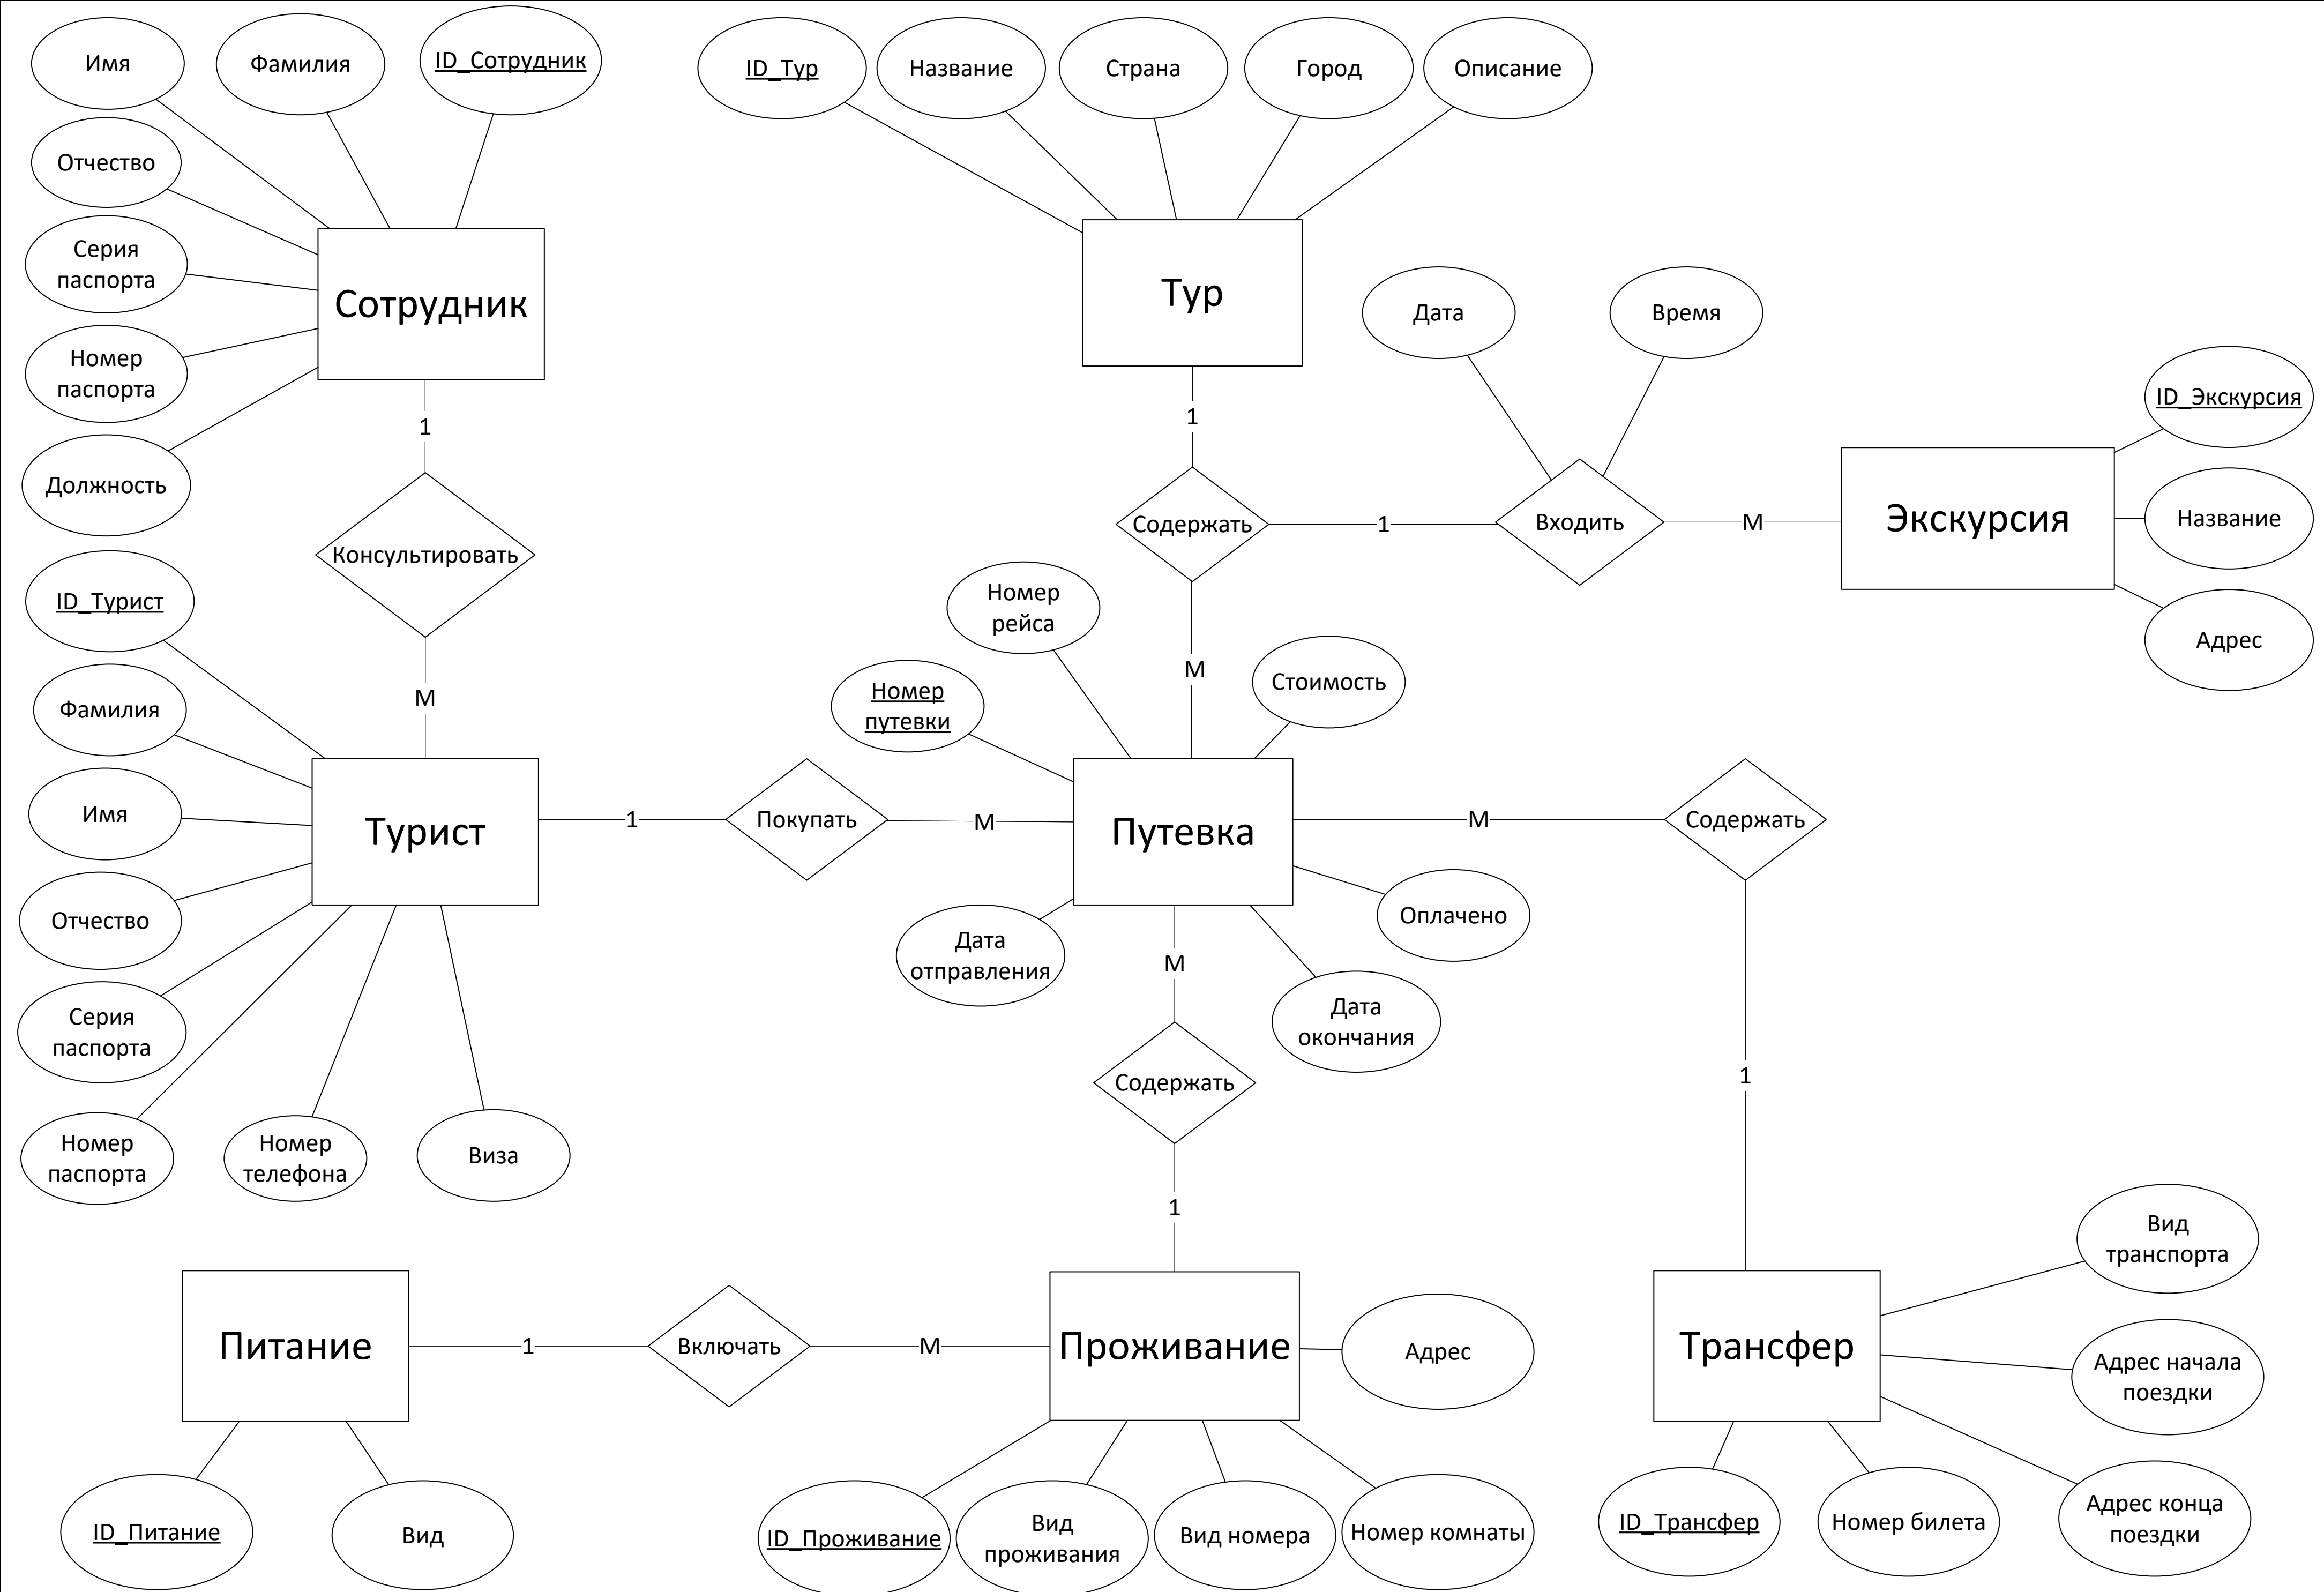 Имя
Фамилия
ID_Сотрудник
ID_Тур
Название
Страна
Город
Описание
Отчество
Серия
паспорта
Номер
паспорта
Должность
Сотрудник
Тур
Дата
Время
ID_Экскурсия
1
1
Консультировать
Содержать
1
Входить
М
Экскурсия
Название
Адрес
ID_Турист
Фамилия
Имя
Отчество
Серия
паспорта
Номер
паспорта
Номер
телефона
Виза
М
Турист
1
Покупать
М
Номер
путевки
Номер
рейса
М
Стоимость
Путевка
М
Содержать
Оплачено
Дата
отправления
М
Дата
окончания
Содержать
1
1
Питание
1
Включать
М
Проживание
Адрес
Трансфер
Вид
транспорта
Адрес начала
поездки
Адрес конца
поездки
ID_Питание
Вид
ID_Проживание
Вид
проживания
Вид номера
Номер комнаты
ID_Трансфер
Номер билета